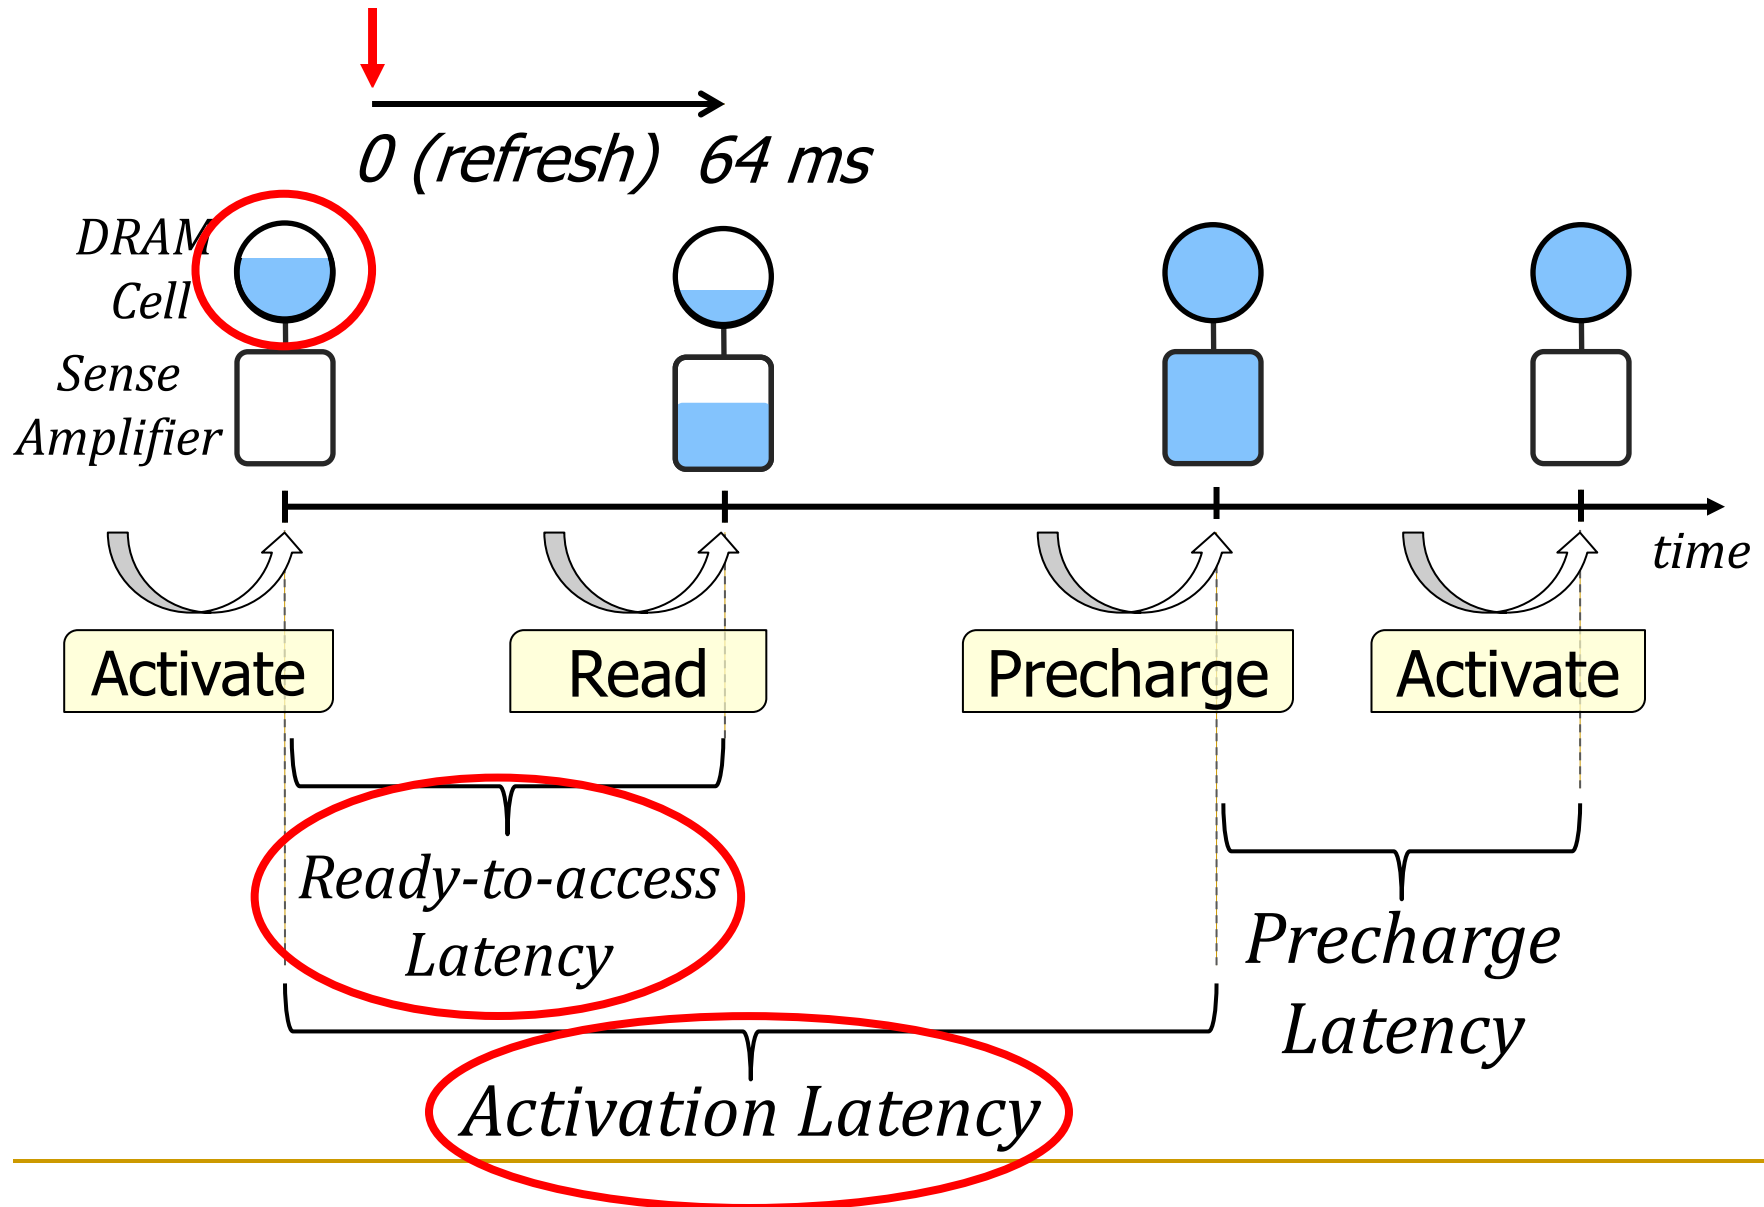 0 (refresh) 64 ms
DRAM
Cell
Sense
Amplifier
time
Activate
Read
Precharge
Activate
Ready-to-access
Latency
Precharge
Latency
Activation Latency